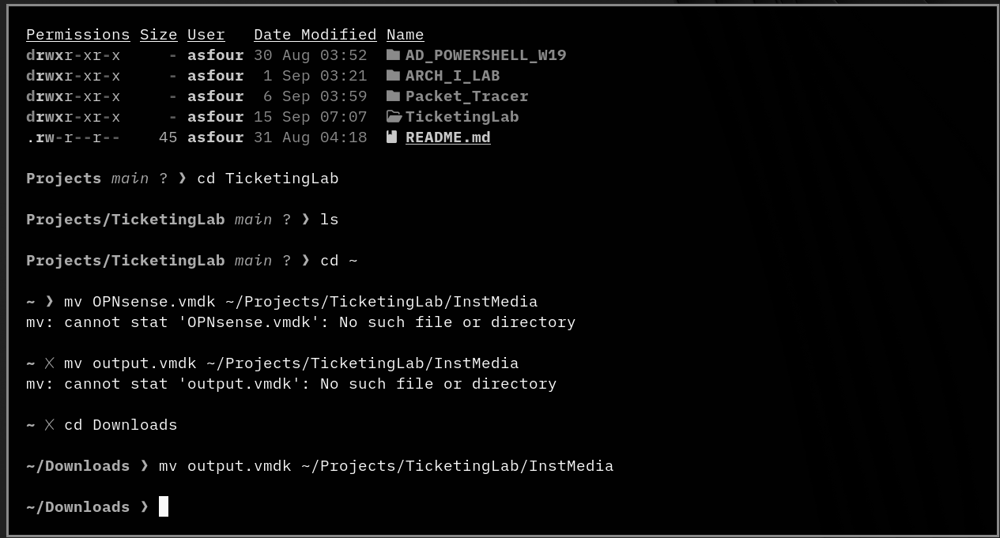 Permissions Size User   Date Modified Name
drwxr-xr-x     - asfour 30 Aug 03:52  AD_POWERSHELL_W19
drwxr-xr-x     - asfour  1 Sep 03:21  ARCH_I_LAB
drwxr-xr-x     - asfour  6 Sep 03:59  Packet_Tracer
drwxr-xr-x     - asfour 15 Sep 07:07  TicketingLab
.rw-r--r--    45 asfour 31 Aug 04:18  README.md
Projects main ? ❯ cd TicketingLab
Projects/TicketingLab main ? ❯ ls
Projects/TicketingLab main ? ❯ cd ~
~ ❯ mv OPNsense.vmdk ~/Projects/TicketingLab/InstMedia
mv: cannot stat 'OPNsense.vmdk': No such file or directory
~ ╳ mv output.vmdk ~/Projects/TicketingLab/InstMedia
mv: cannot stat 'output.vmdk': No such file or directory
~ ╳ cd Downloads
~/Downloads ❯ mv output.vmdk ~/Projects/TicketingLab/InstMedia
~/Downloads ❯